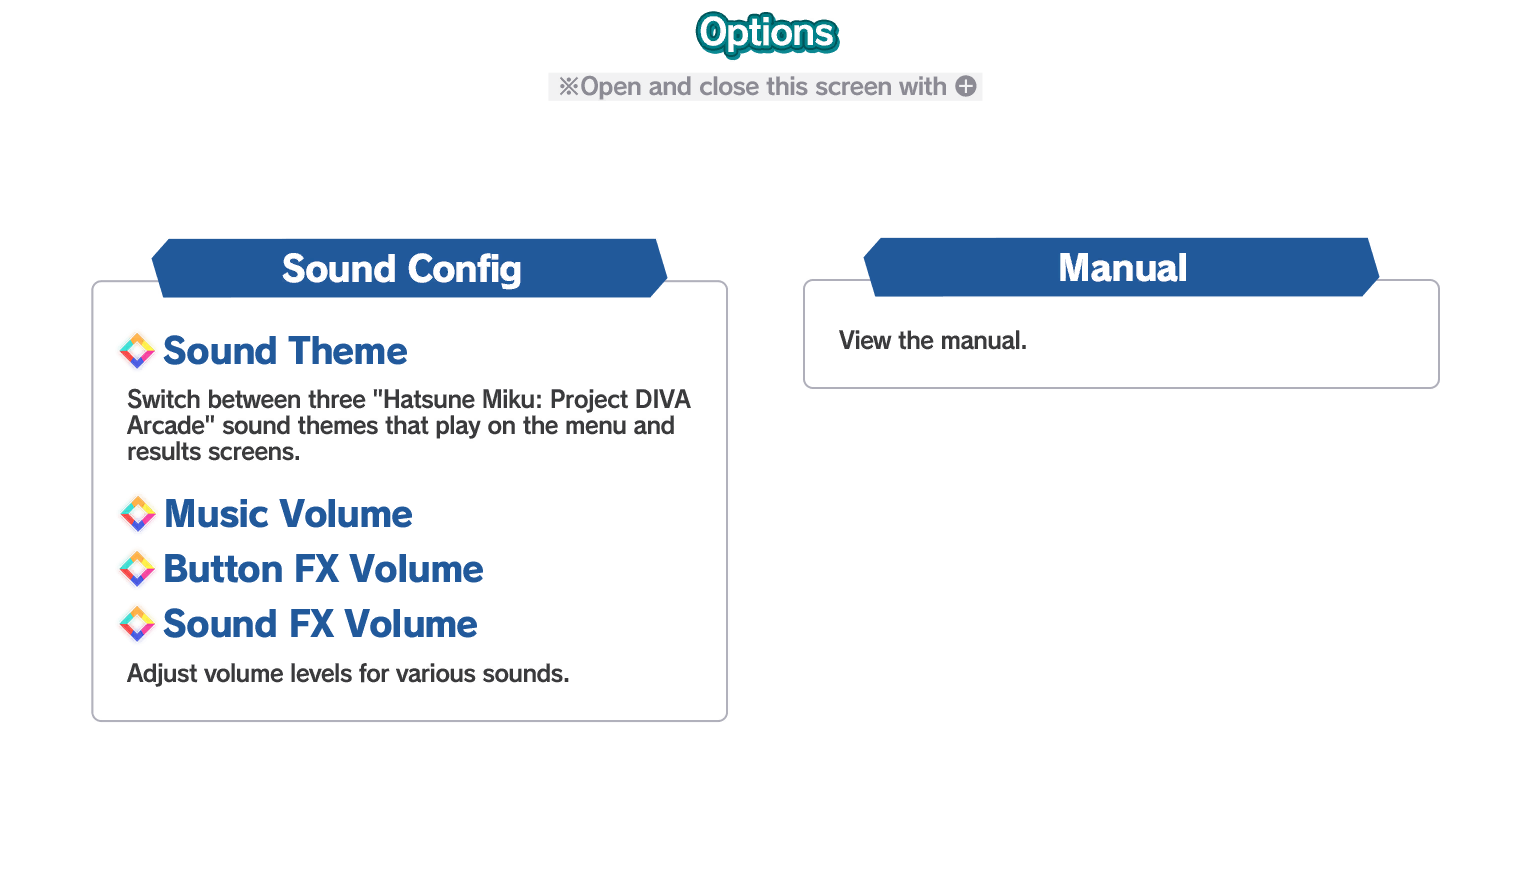 Options
※Open and close this screen with
Sound Config
Sound Theme
Switch between three "Hatsune Miku: Project DIVA
Arcade" sound themes that play on the menu and
results screens.
Music Volume
Button FX Volume
Sound FX Volume
Adjust volume levels for various sounds.
Manual
View the manual.